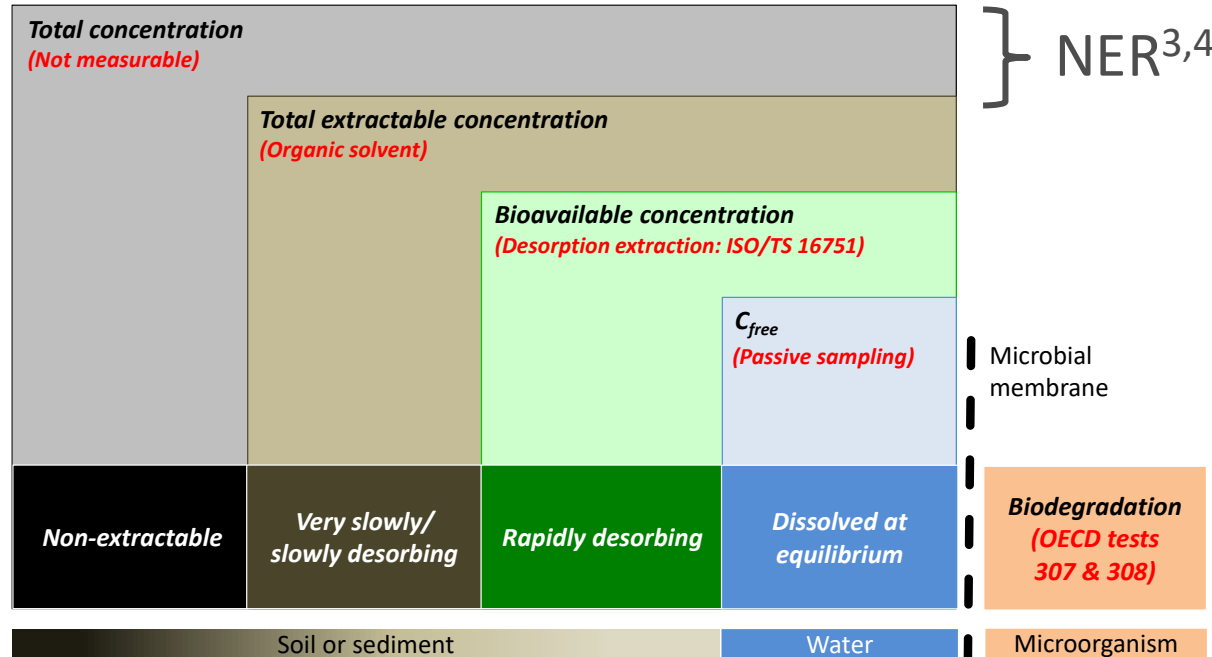 Total concentration
(Not measurable)
NER3,4
Total extractable concentration
(Organic solvent)
Bioavailable concentration
(Desorption extraction: ISO/TS 16751)
Cfree
(Passive sampling)
Microbial
membrane
Non-extractable
Very slowly/
slowly desorbing
Rapidly desorbing
Dissolved at
equilibrium
Biodegradation
(OECD tests
307 & 308)
Soil or sediment
Water
Microorganism